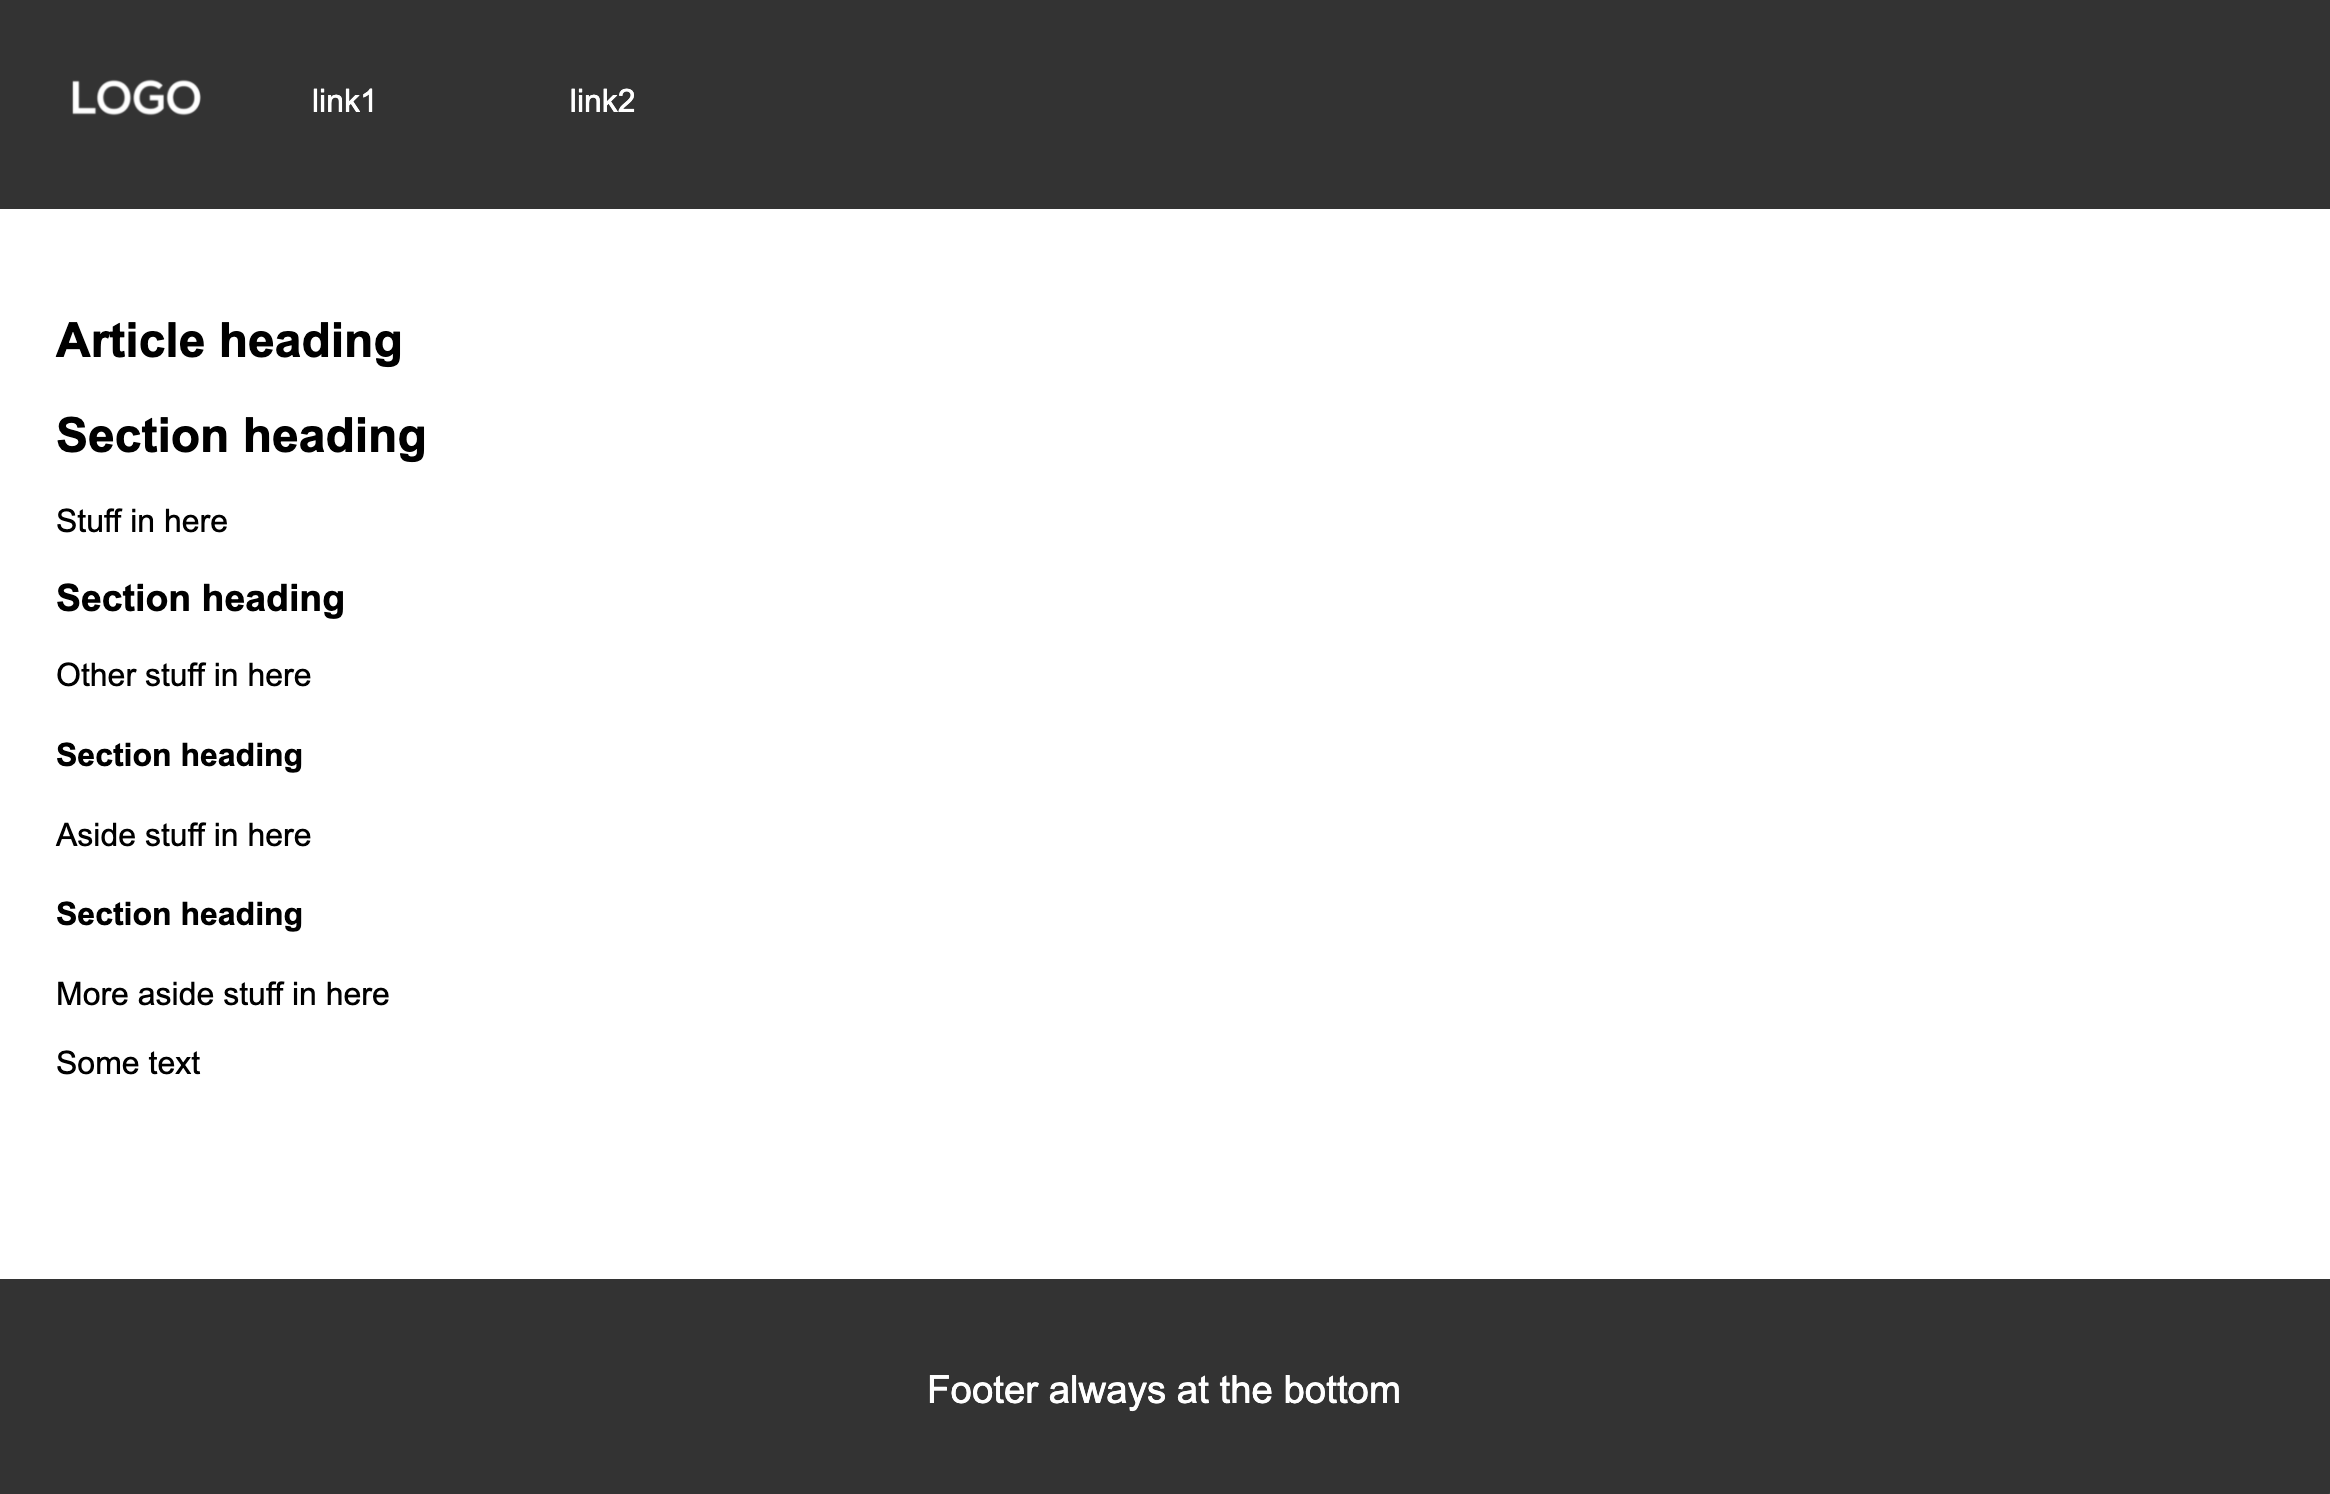 LOGO link1 link2
Article heading
Section heading
Stuff in here
Section heading
Other stuff in here
Section heading
Aside stuff in here
Section heading
More aside stuff in here
Some text
Footer always at the bottom